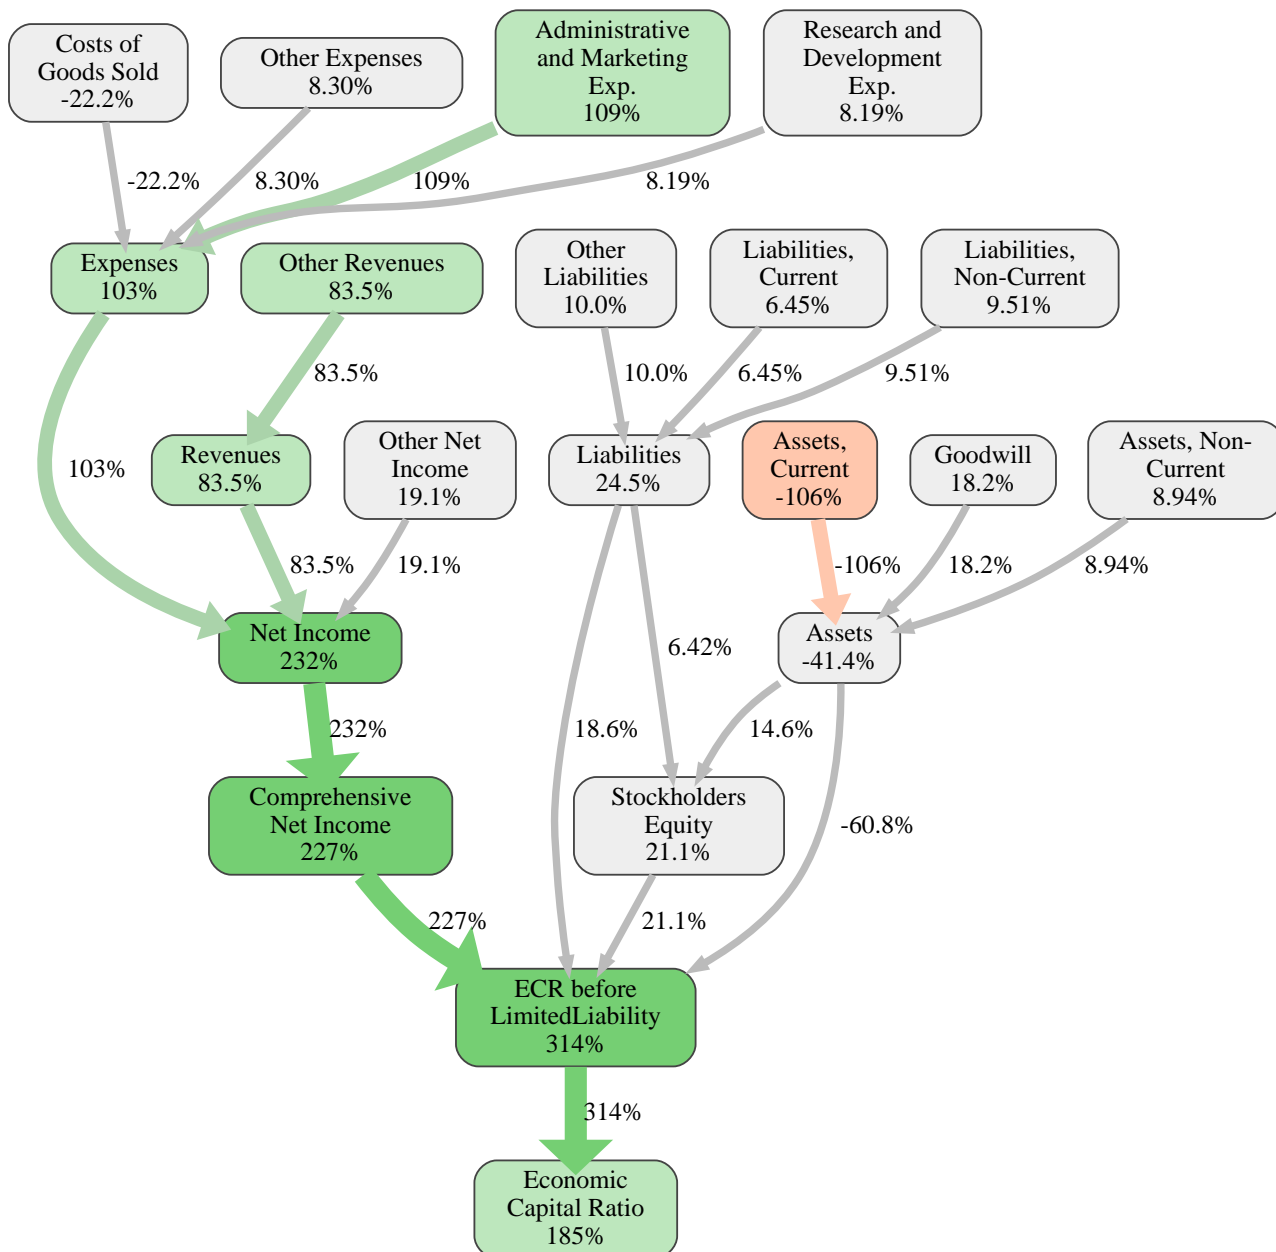 Costs of
Goods Sold
-22.2%
Other Expenses
8.30%
Administrative
and Marketing
Exp.
109%
Research and
Development
Exp.
8.19%
-22.2%
8.30%
109%
8.19%
Expenses
103%
Other Revenues
83.5%
Other
Liabilities
10.0%
Liabilities,
Current
6.45%
Liabilities,
Non-Current
9.51%
83.5%
10.0%
6.45%
9.51%
103%
Revenues
83.5%
Other Net
Income
19.1%
Liabilities
24.5%
Assets,
Current
-106%
Goodwill
18.2%
Assets, Non-
Current
8.94%
83.5%
19.1%
-106%
18.2%
8.94%
Net Income
232%
6.42%
Assets
-41.4%
232%
18.6%
14.6%
Comprehensive
Net Income
227%
Stockholders
Equity
21.1%
-60.8%
227%
21.1%
ECR before
LimitedLiability
314%
314%
Economic
Capital Ratio
185%